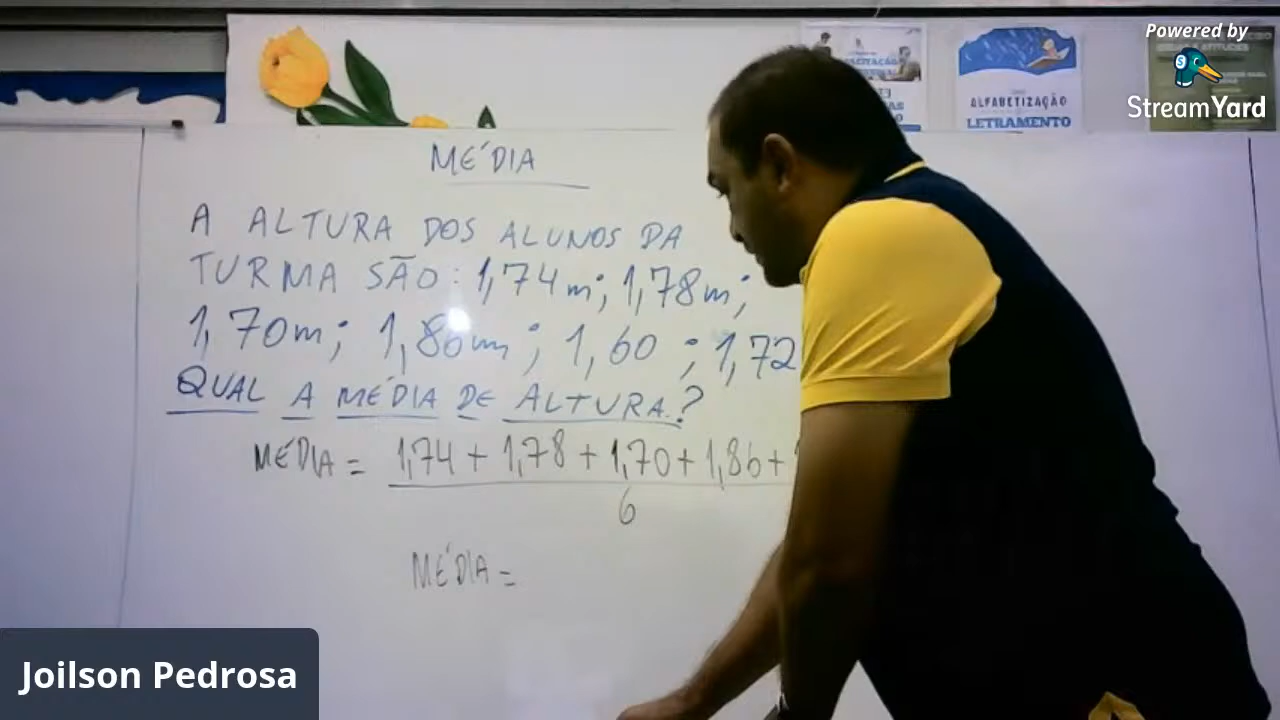 Powered by
StreamYard
ALFABETIZAÇÃO
LETRAMENTO
MÉDIA
A ALTURA DOS ALUNOS DA
TURMA SÃO: 1,74m; 1,78m;
1,70m; 1,86m; 1,60 ; 1,72
QUAL A MÉDIA DE ALTURA.?
MÉDIA = 1,74 + 1,78 + 1,70 + 1,86 +
6
MÉDIA =
Joilson Pedrosa